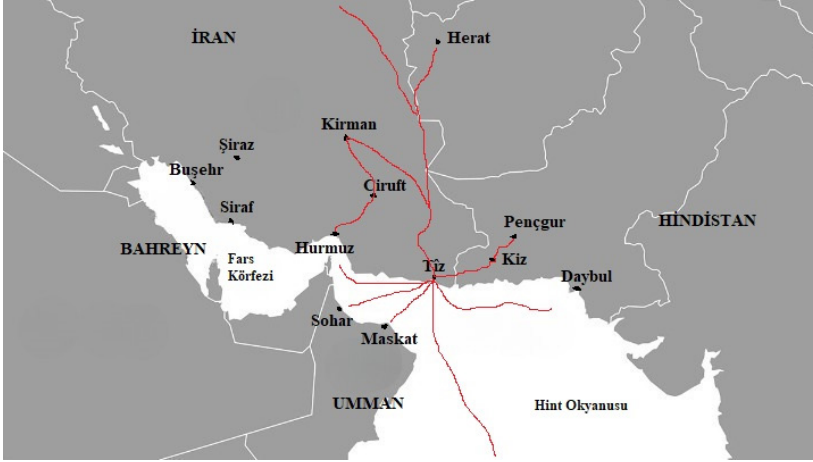 İRAN
Herat
Kirman
Şiraz
Buşehr
Ciruft
Siraf
Pençgur
HİNDİSTAN
BAHREYN
Hurmuz
Fars
Körfezi
Tîz
Kiz
Daybul
Sohar
Maskat
UMMAN
Hint Okyanusu